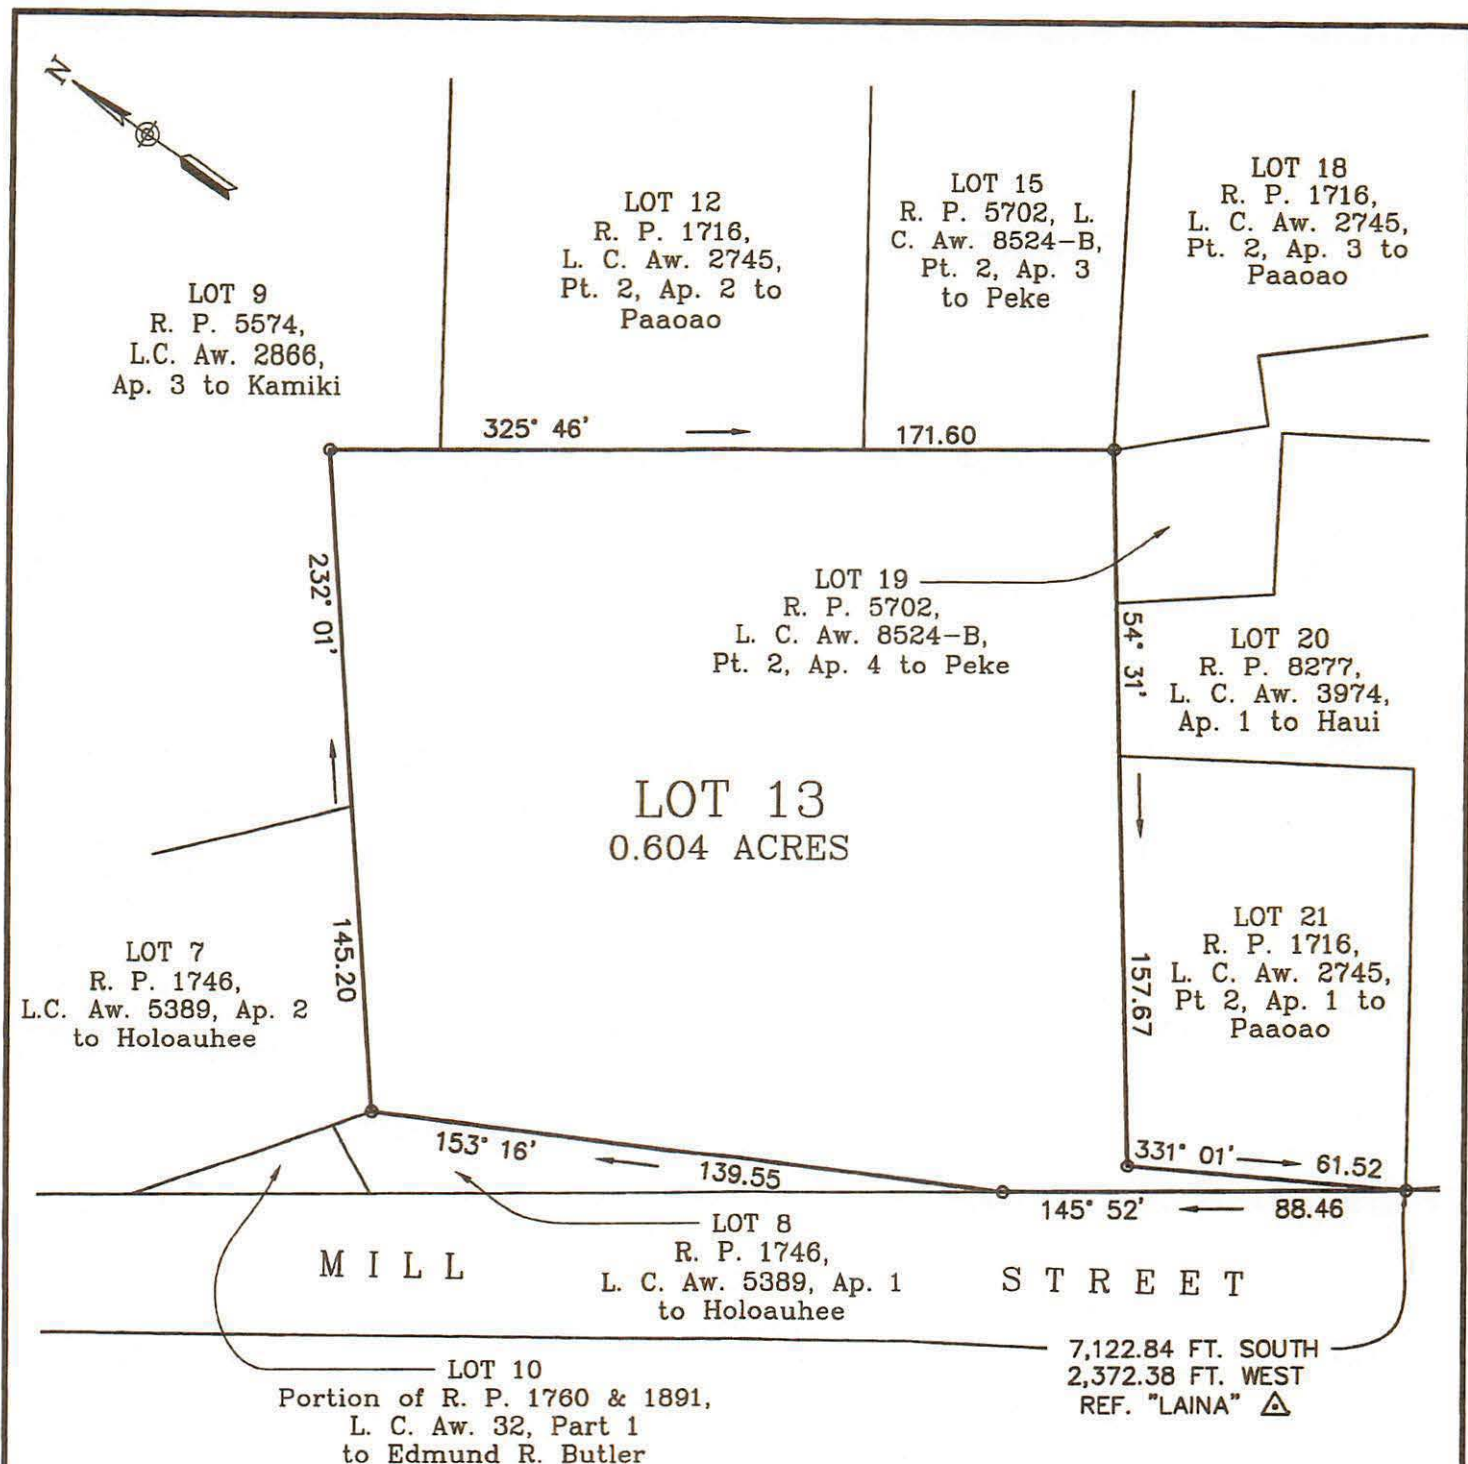 N
LOT 9
R. P. 5574,
L.C. Aw. 2866,
Ap. 3 to Kamiki
LOT 12
R. P. 1716,
L. C. Aw. 2745,
Pt. 2, Ap. 2 to
Paaoao
LOT 15
R. P. 5702, L.
C. Aw. 8524-B,
Pt. 2, Ap. 3
to Peke
LOT 18
R. P. 1716,
L. C. Aw. 2745,
Pt. 2, Ap. 3 to
Paaoao
325° 46'
171.60
232° 01'
145.20
LOT 19
R. P. 5702,
L. C. Aw. 8524-B,
Pt. 2, Ap. 4 to Peke
54° 31'
157.67
LOT 20
R. P. 8277,
L. C. Aw. 3974,
Ap. 1 to Haui
LOT 13
0.604 ACRES
LOT 7
R. P. 1746,
L.C. Aw. 5389, Ap. 2
to Holoauhee
LOT 21
R. P. 1716,
L. C. Aw. 2745,
Pt 2, Ap. 1 to
Paaoao
153° 16'
139.55
331° 01'
61.52
145° 52'
88.46
LOT 8
R. P. 1746,
L. C. Aw. 5389, Ap. 1
to Holoauhee
MILL STREET
7,122.84 FT. SOUTH
2,372.38 FT. WEST
REF. "LAINA"
LOT 10
Portion of R. P. 1760 & 1891,
L. C. Aw. 32, Part 1
to Edmund R. Butler